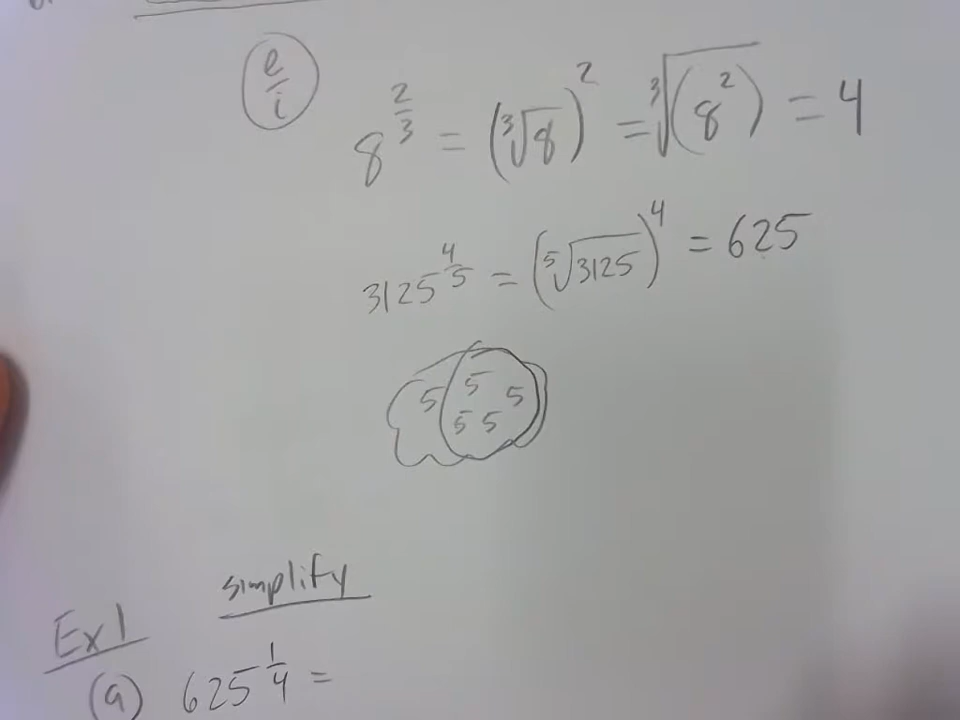 e/i
8^(2/3) = (∛8)^2 = ∛(8^2) = 4
3125^(4/5) = (⁵√3125)^4 = 625
5 5 5
5 5
Ex1 simplify
(a) 625^(1/4) =